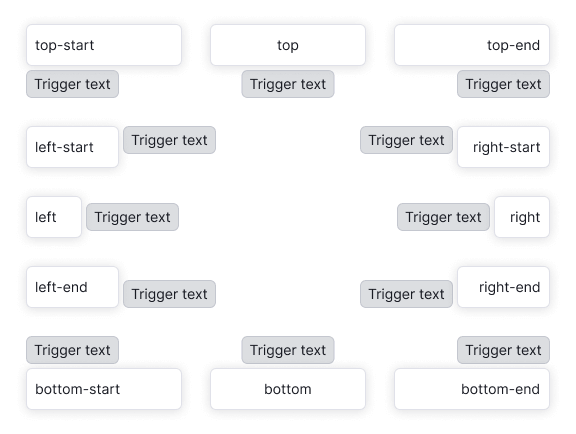 top-start top top-end
Trigger text Trigger text Trigger text
left-start Trigger text Trigger text right-start
left Trigger text Trigger text right
left-end Trigger text Trigger text right-end
Trigger text Trigger text Trigger text
bottom-start bottom bottom-end